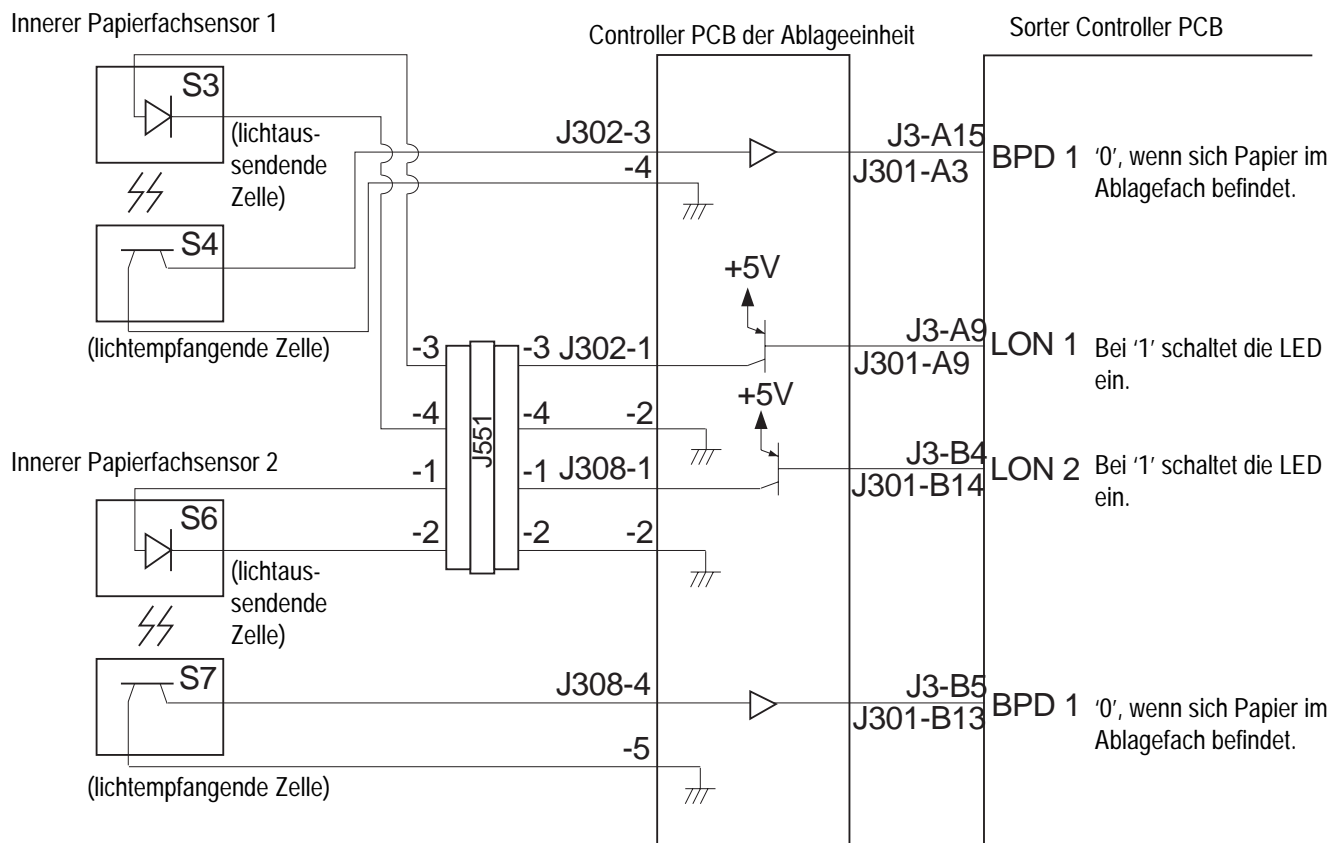 Innerer Papierfachsensor 1
Controller PCB der Ablageeinheit
Sorter Controller PCB
S3
(lichtaus-
sendende
Zelle)
S4
(lichtempfangende Zelle)
J302-3
-4
J3-A15
J301-A3
BPD 1
‘0’, wenn sich Papier im
Ablagefach befindet.
+5V
-3
-3
J302-1
J3-A9
J301-A9
LON 1
Bei ‘1’ schaltet die LED
ein.
+5V
-4
J551
-4
-2
Innerer Papierfachsensor 2
-1
-1
J308-1
J3-B4
J301-B14
LON 2
Bei ‘1’ schaltet die LED
ein.
S6
-2
-2
-2
(lichtaus-
sendende
Zelle)
S7
(lichtempfangende Zelle)
J308-4
-5
J3-B5
J301-B13
BPD 1
‘0’, wenn sich Papier im
Ablagefach befindet.